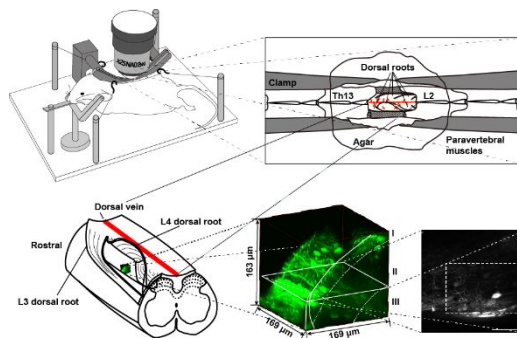 Dorsal roots
Clamp
Th13
L2
Agar
Paravertebral
muscles
Dorsal vein
L4 dorsal root
Rostral
L3 dorsal root
163 µm
169 µm
169 µm
I
II
III